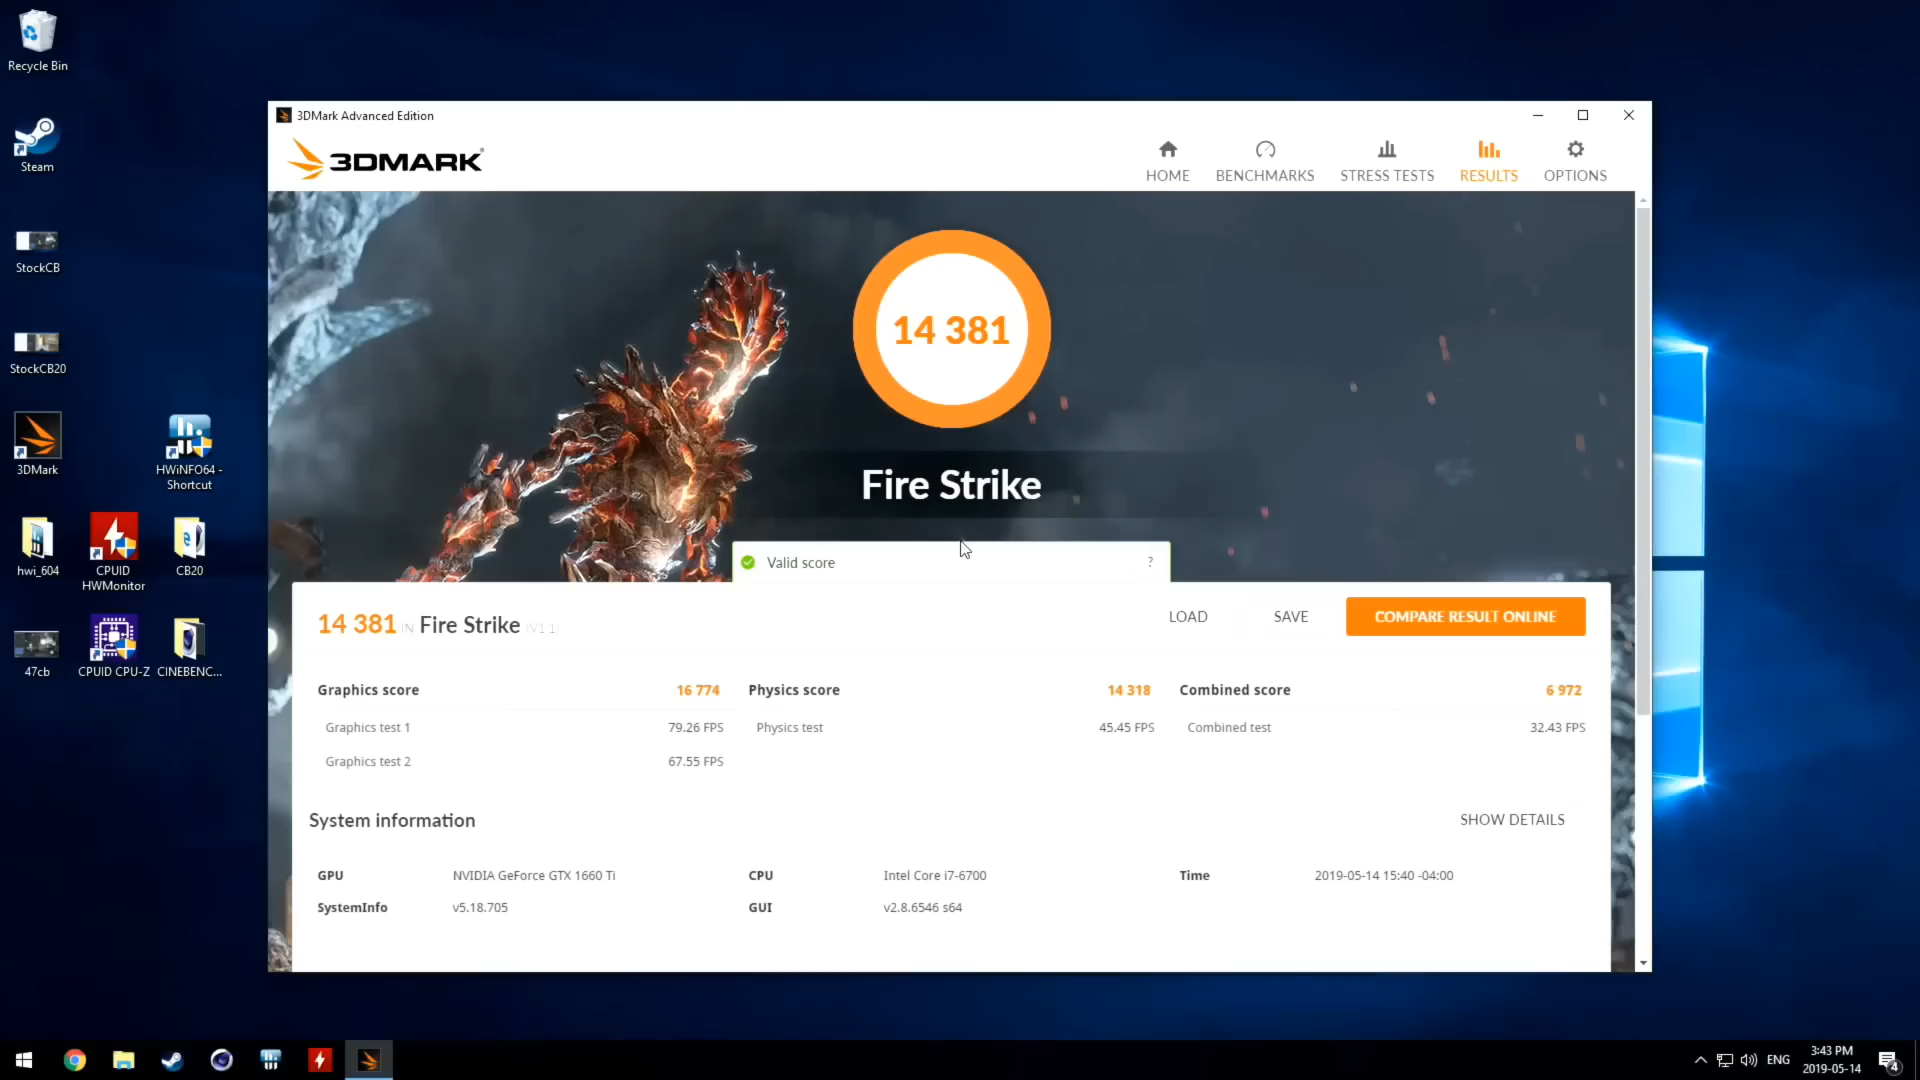 Recycle Bin
Steam
StockCB
StockCB20
3DMark
HWiNFO64 -
Shortcut
hwi_604
CPUID
HWMonitor
CB20
47cb
CPUID CPU-Z
CINEBENC...
3DMark Advanced Edition
3DMARK
HOME
BENCHMARKS
STRESS TESTS
RESULTS
OPTIONS
14 381
Fire Strike
Valid score
?
14 381 IN Fire Strike (V1.1)
LOAD
SAVE
COMPARE RESULT ONLINE
Graphics score 16 774
Graphics test 1 79.26 FPS
Graphics test 2 67.55 FPS
Physics score 14 318
Physics test 45.45 FPS
Combined score 6 972
Combined test 32.43 FPS
System information
SHOW DETAILS
GPU NVIDIA GeForce GTX 1660 Ti
CPU Intel Core i7-6700
Time 2019-05-14 15:40 -04:00
SystemInfo v5.18.705
GUI v2.8.6546 s64
ENG
3:43 PM
2019-05-14
4